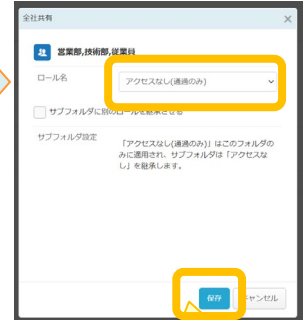 全社共有
営業部,技術部,従業員
ロール名
アクセスなし(通過のみ)
サブフォルダに別のロールを継承させる
サブフォルダ設定
「アクセスなし(通過のみ)」はこのフォルダの
みに適用され、サブフォルダは「アクセスな
し」を継承します。
保存
キャンセル